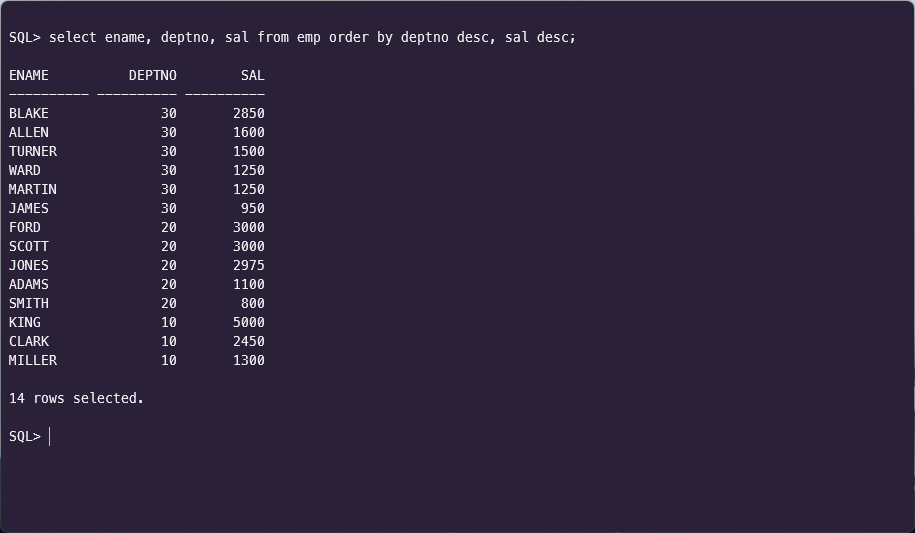 SQL> select ename, deptno, sal from emp order by deptno desc, sal desc;
ENAME          DEPTNO        SAL
---------- ---------- ----------
BLAKE              30       2850
ALLEN              30       1600
TURNER             30       1500
WARD               30       1250
MARTIN             30       1250
JAMES              30        950
FORD               20       3000
SCOTT              20       3000
JONES              20       2975
ADAMS              20       1100
SMITH              20        800
KING               10       5000
CLARK              10       2450
MILLER             10       1300
14 rows selected.
SQL>